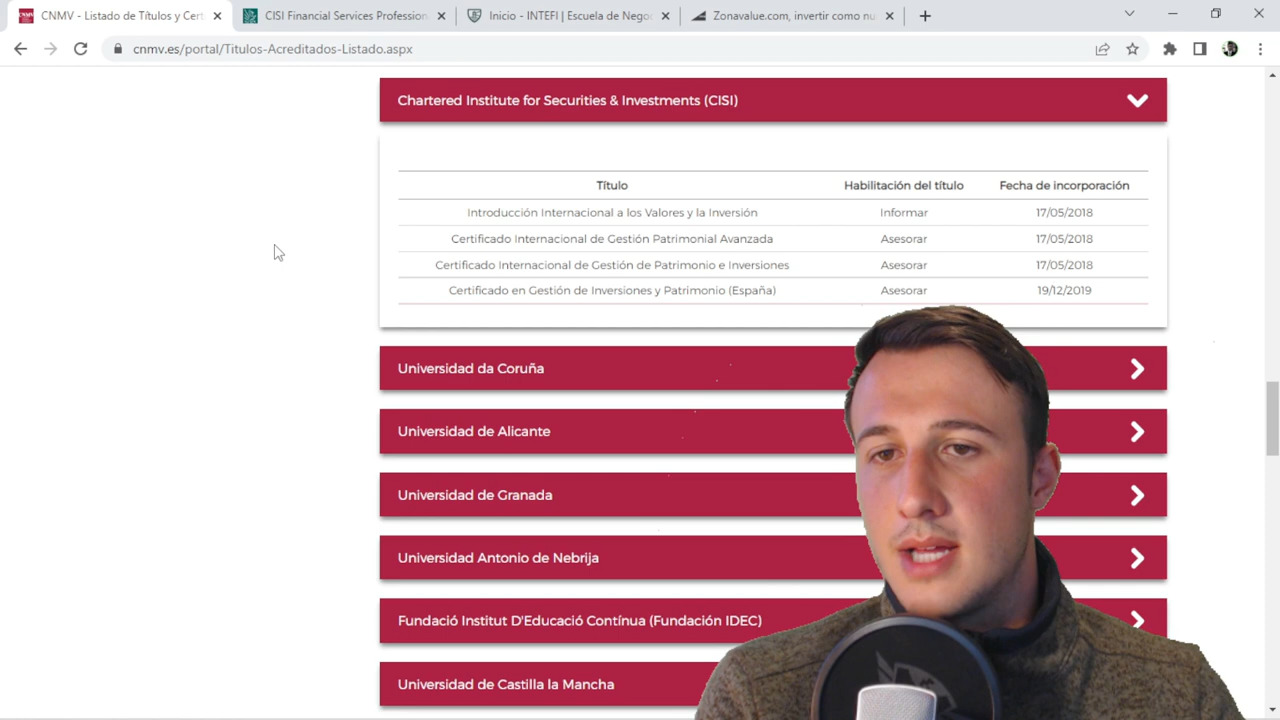 CNMV - Listado de Títulos y Cert
CISI Financial Services Profession
Inicio - INTEFI | Escuela de Nego
Zonavalue.com, invertir como nu
cnmv.es/portal/Titulos-Acreditados-Listado.aspx
Chartered Institute for Securities & Investments (CISI)
Título Habilitación del título Fecha de incorporación
Introducción Internacional a los Valores y la Inversión Informar 17/05/2018
Certificado Internacional de Gestión Patrimonial Avanzada Asesorar 17/05/2018
Certificado Internacional de Gestión de Patrimonio e Inversiones Asesorar 17/05/2018
Certificado en Gestión de Inversiones y Patrimonio (España) Asesorar 19/12/2019
Universidad da Coruña
Universidad de Alicante
Universidad de Granada
Universidad Antonio de Nebrija
Fundació Institut D'Educació Contínua (Fundación IDEC)
Universidad de Castilla la Mancha